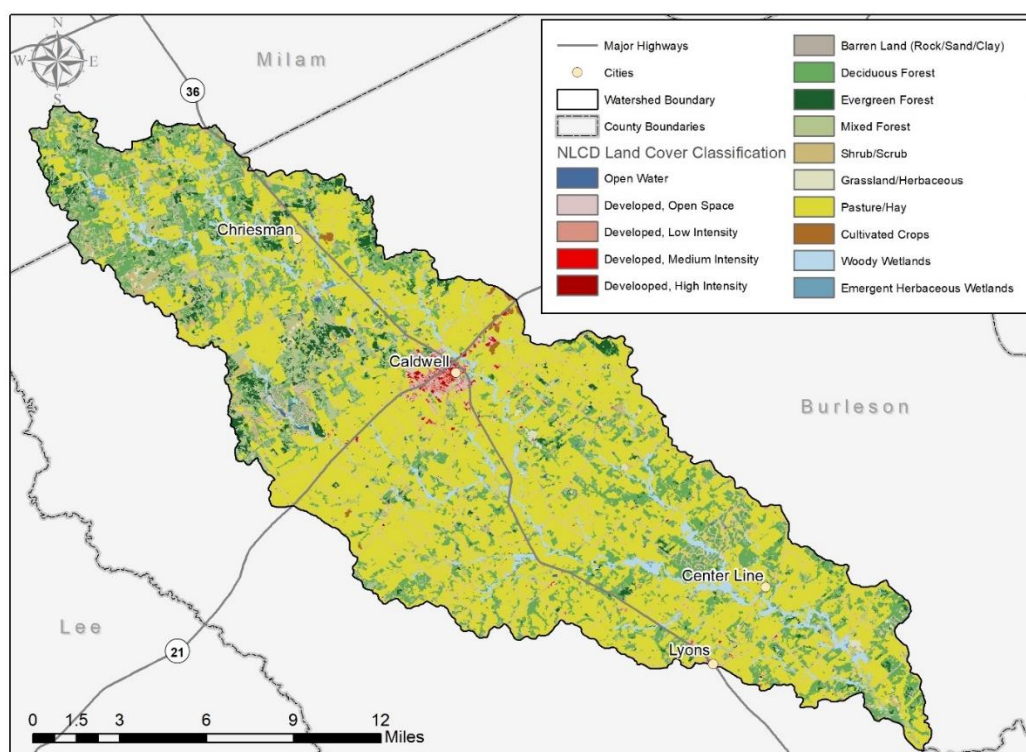 N
W E
S
Milam
36
Chriesman
Caldwell
Burleson
Center Line
Lyons
Lee
21
0 1.5 3 6 9 12
Miles
Major Highways
Cities
Watershed Boundary
County Boundaries
NLCD Land Cover Classification
Open Water
Developed, Open Space
Developed, Low Intensity
Developed, Medium Intensity
Develooped, High Intensity
Barren Land (Rock/Sand/Clay)
Deciduous Forest
Evergreen Forest
Mixed Forest
Shrub/Scrub
Grassland/Herbaceous
Pasture/Hay
Cultivated Crops
Woody Wetlands
Emergent Herbaceous Wetlands